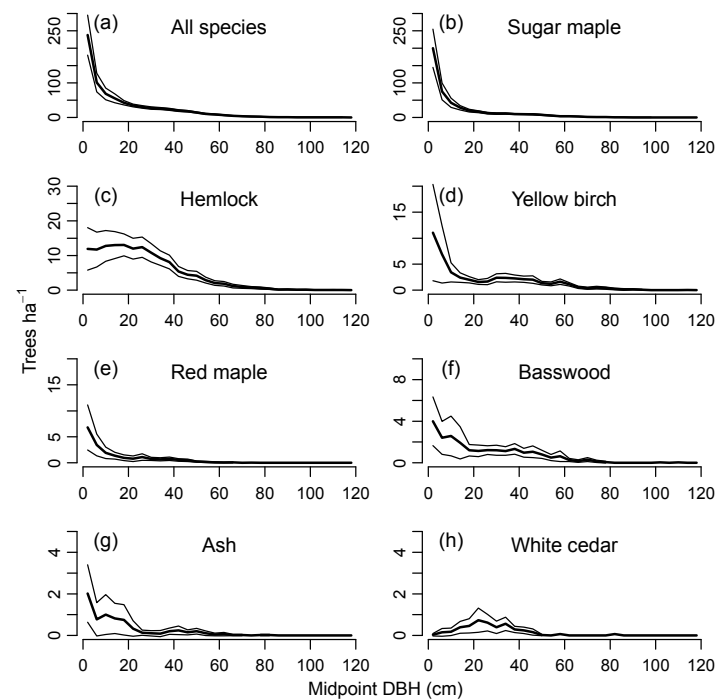 (a) All species
250
100
0
0 20 40 60 80 100 120
(b) Sugar maple
250
100
0
0 20 40 60 80 100 120
(c) Hemlock
30
20
10
0
0 20 40 60 80 100 120
(d) Yellow birch
15
5
0
0 20 40 60 80 100 120
(e) Red maple
15
5
0
0 20 40 60 80 100 120
(f) Basswood
8
4
0
0 20 40 60 80 100 120
(g) Ash
4
2
0
0 20 40 60 80 100 120
(h) White cedar
4
2
0
0 20 40 60 80 100 120
Trees ha⁻¹
Midpoint DBH (cm)